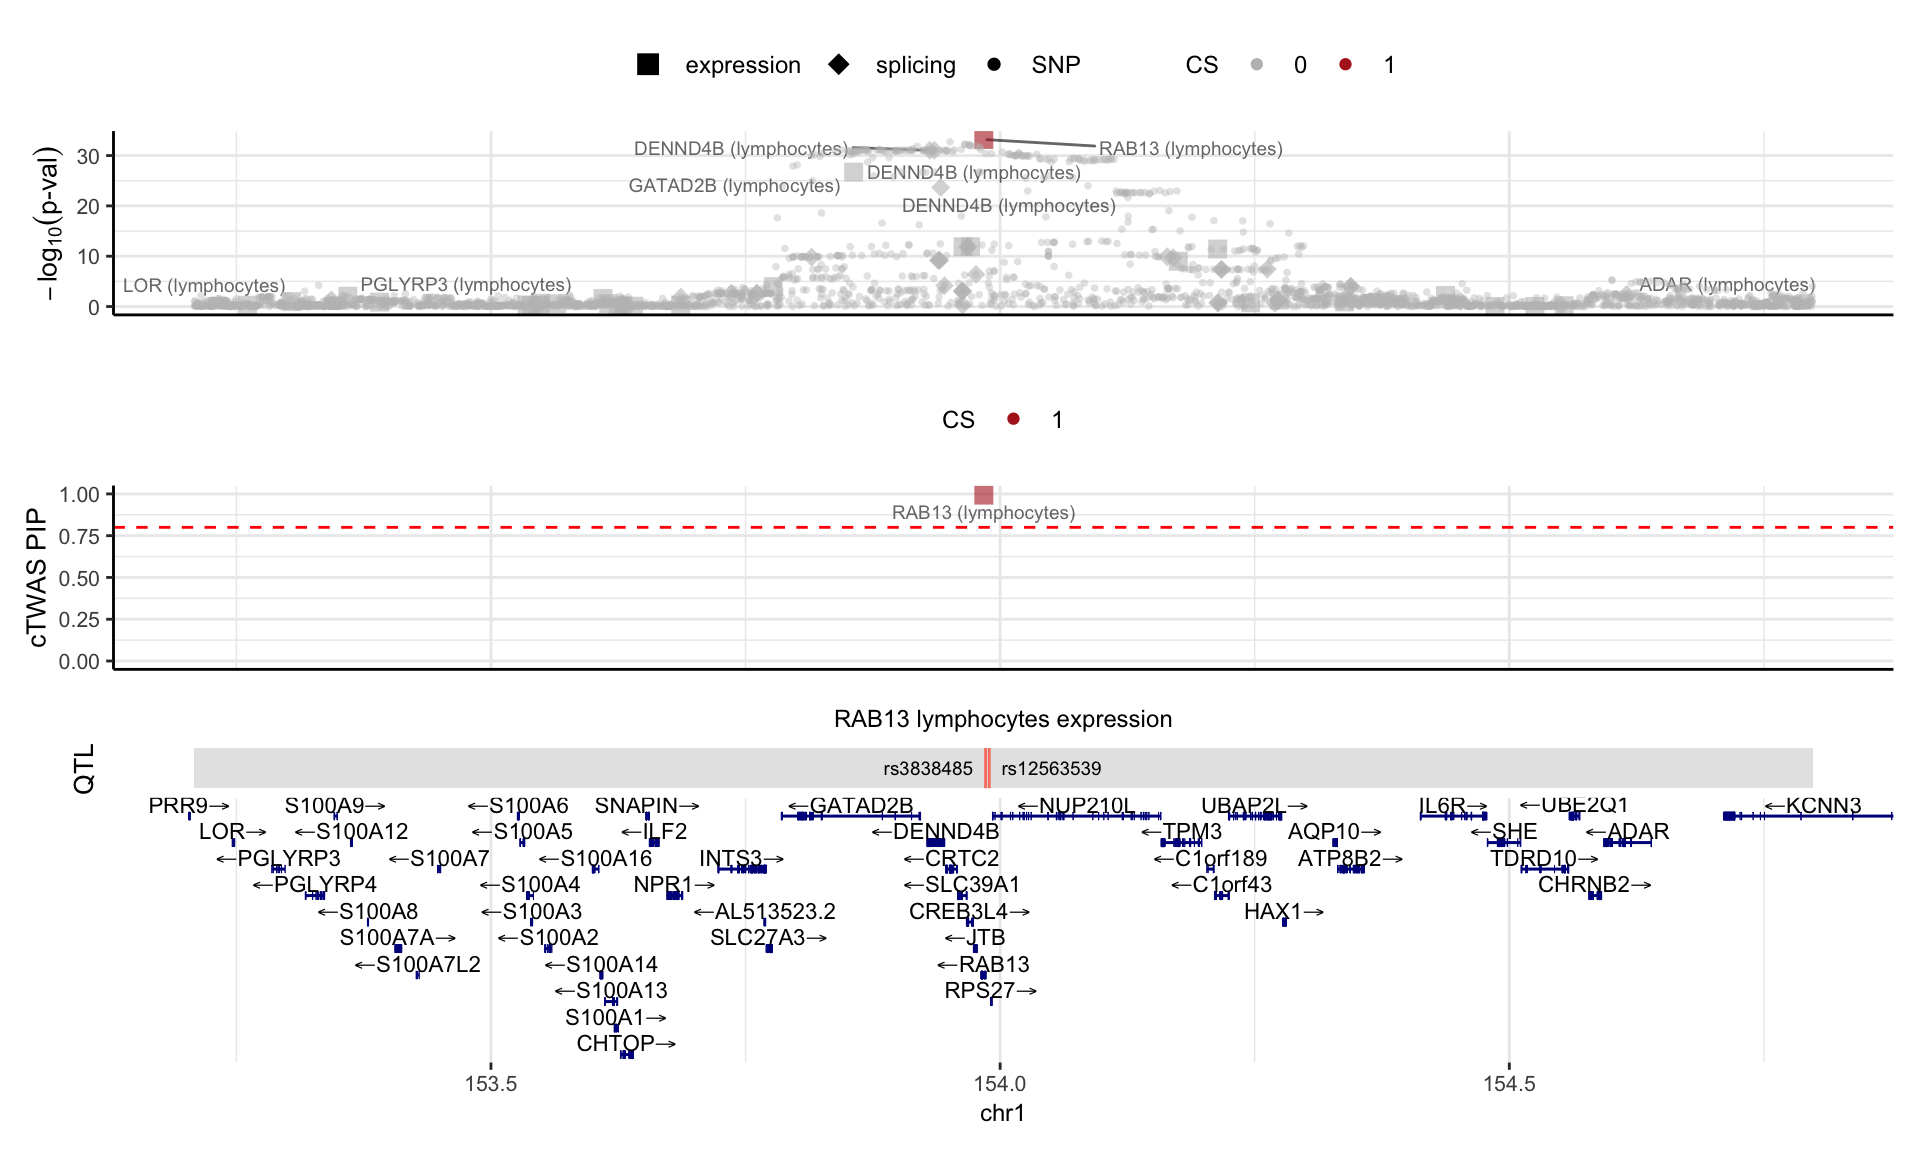 expression splicing SNP CS 0 1
−log10(p-val)
30
20
10
0
DENND4B (lymphocytes)
RAB13 (lymphocytes)
DENND4B (lymphocytes)
GATAD2B (lymphocytes)
DENND4B (lymphocytes)
LOR (lymphocytes)
PGLYRP3 (lymphocytes)
ADAR (lymphocytes)
CS 1
cTWAS PIP
1.00
0.75
0.50
0.25
0.00
RAB13 (lymphocytes)
RAB13 lymphocytes expression
QTL
rs3838485 rs12563539
PRR9→ S100A9→ ←S100A6 SNAPIN→ ←GATAD2B ←NUP210L UBAP2L→ IL6R→ ←UBE2Q1 ←KCNN3
LOR→ ←S100A12 ←S100A5 ←ILF2 ←DENND4B ←TPM3 AQP10→ ←SHE ←ADAR
←PGLYRP3 ←S100A7 ←S100A16 INTS3→ ←CRTC2 ←C1orf189 ATP8B2→ TDRD10→
←PGLYRP4 ←S100A4 NPR1→ ←SLC39A1 ←C1orf43 CHRNB2→
←S100A8 ←S100A3 ←AL513523.2 CREB3L4→ HAX1→
S100A7A→ ←S100A2 SLC27A3→ ←JTB
←S100A7L2 ←S100A14 ←RAB13
←S100A13 RPS27→
S100A1→
CHTOP→
153.5 154.0 154.5
chr1